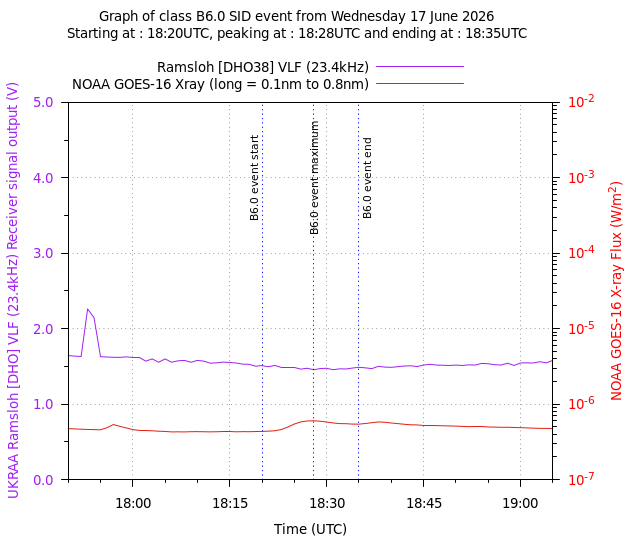 Graph of class B6.0 SID event from Wednesday 17 June 2026
Starting at : 18:20UTC, peaking at : 18:28UTC and ending at : 18:35UTC
Ramsloh [DHO38] VLF (23.4kHz)
NOAA GOES-16 Xray (long = 0.1nm to 0.8nm)
UKRAA Ramsloh [DHO] VLF (23.4kHz) Receiver signal output (V)
5.0
4.0
3.0
2.0
1.0
0.0
B6.0 event start
B6.0 event maximum
B6.0 event end
10-2
10-3
10-4
10-5
10-6
10-7
NOAA GOES-16 X-ray Flux (W/m2)
18:00
18:15
18:30
18:45
19:00
Time (UTC)